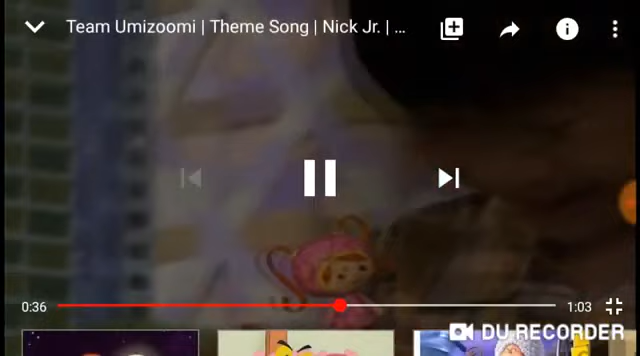 Team Umizoomi | Theme Song | Nick Jr. | ...
0:36
1:03
DU RECORDER